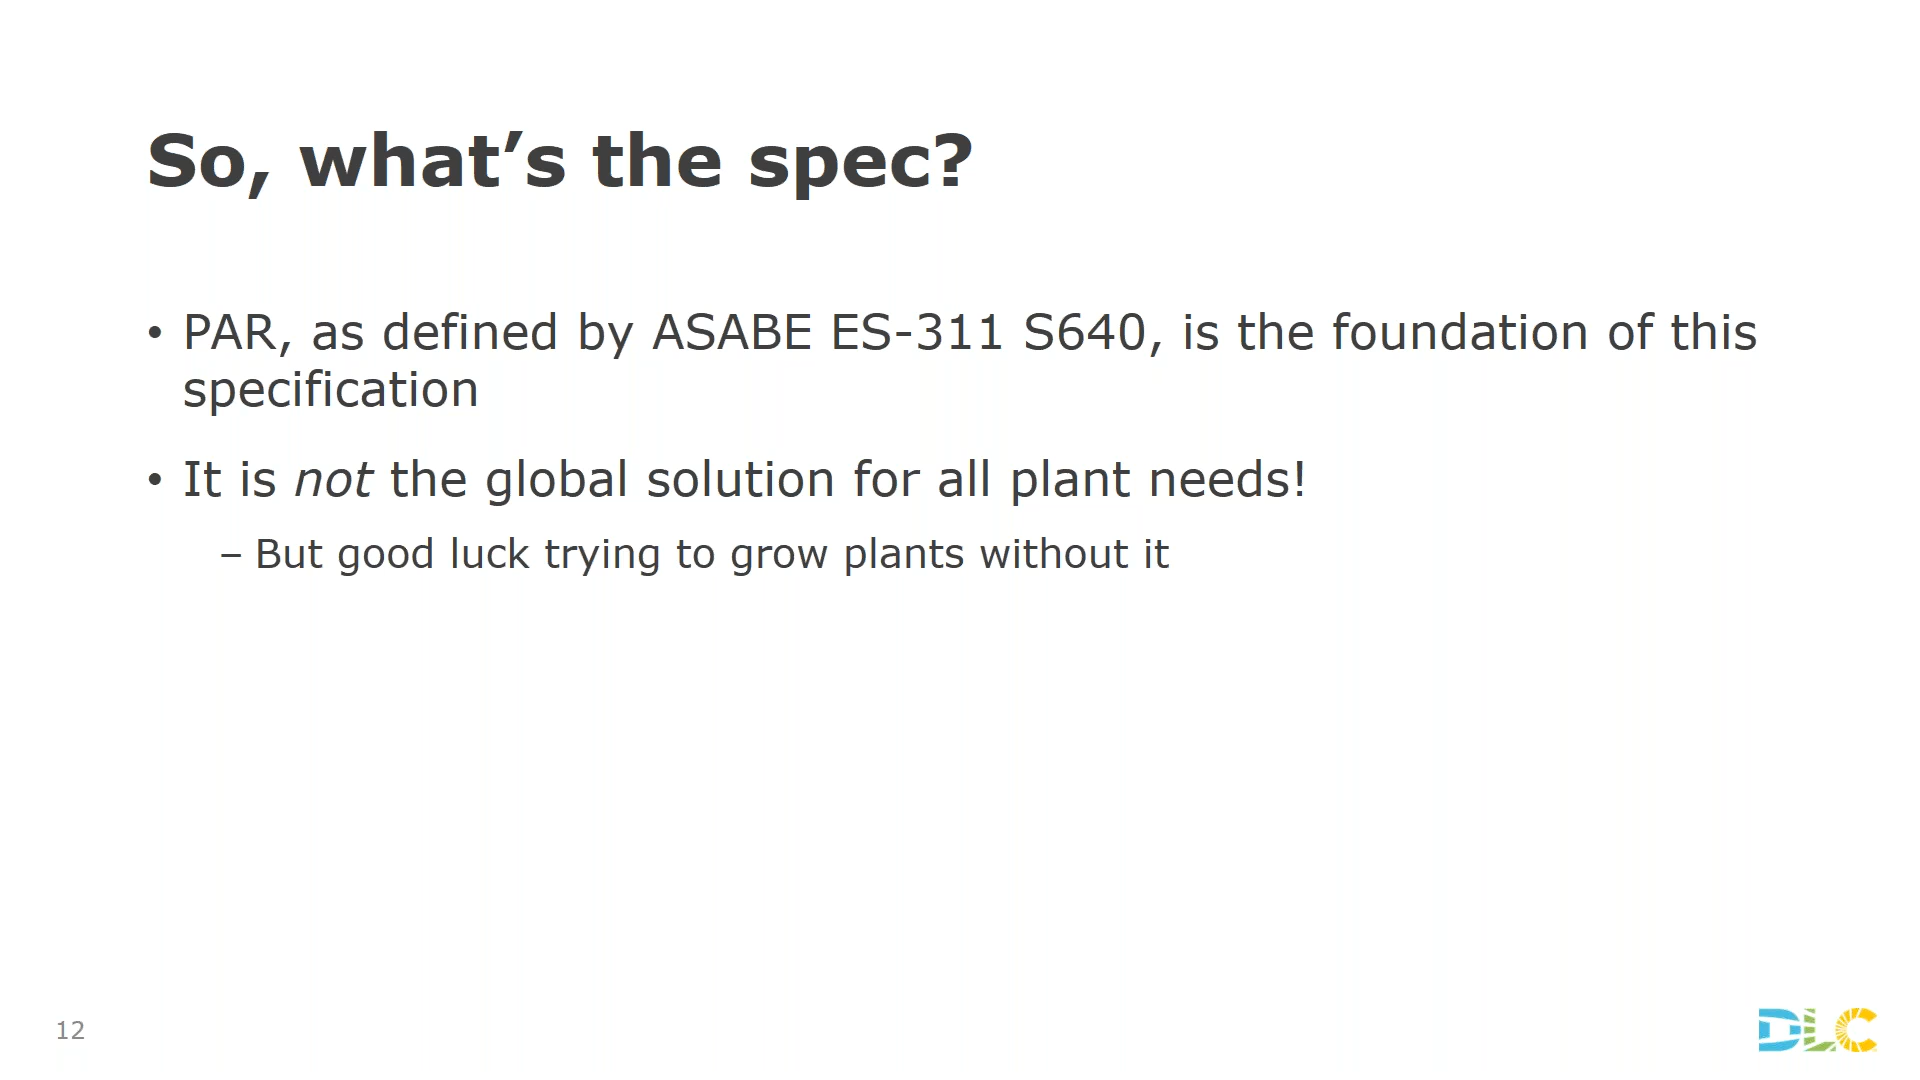 So, what’s the spec?
• PAR, as defined by ASABE ES-311 S640, is the foundation of this
specification
• It is not the global solution for all plant needs!
– But good luck trying to grow plants without it
12
DLC